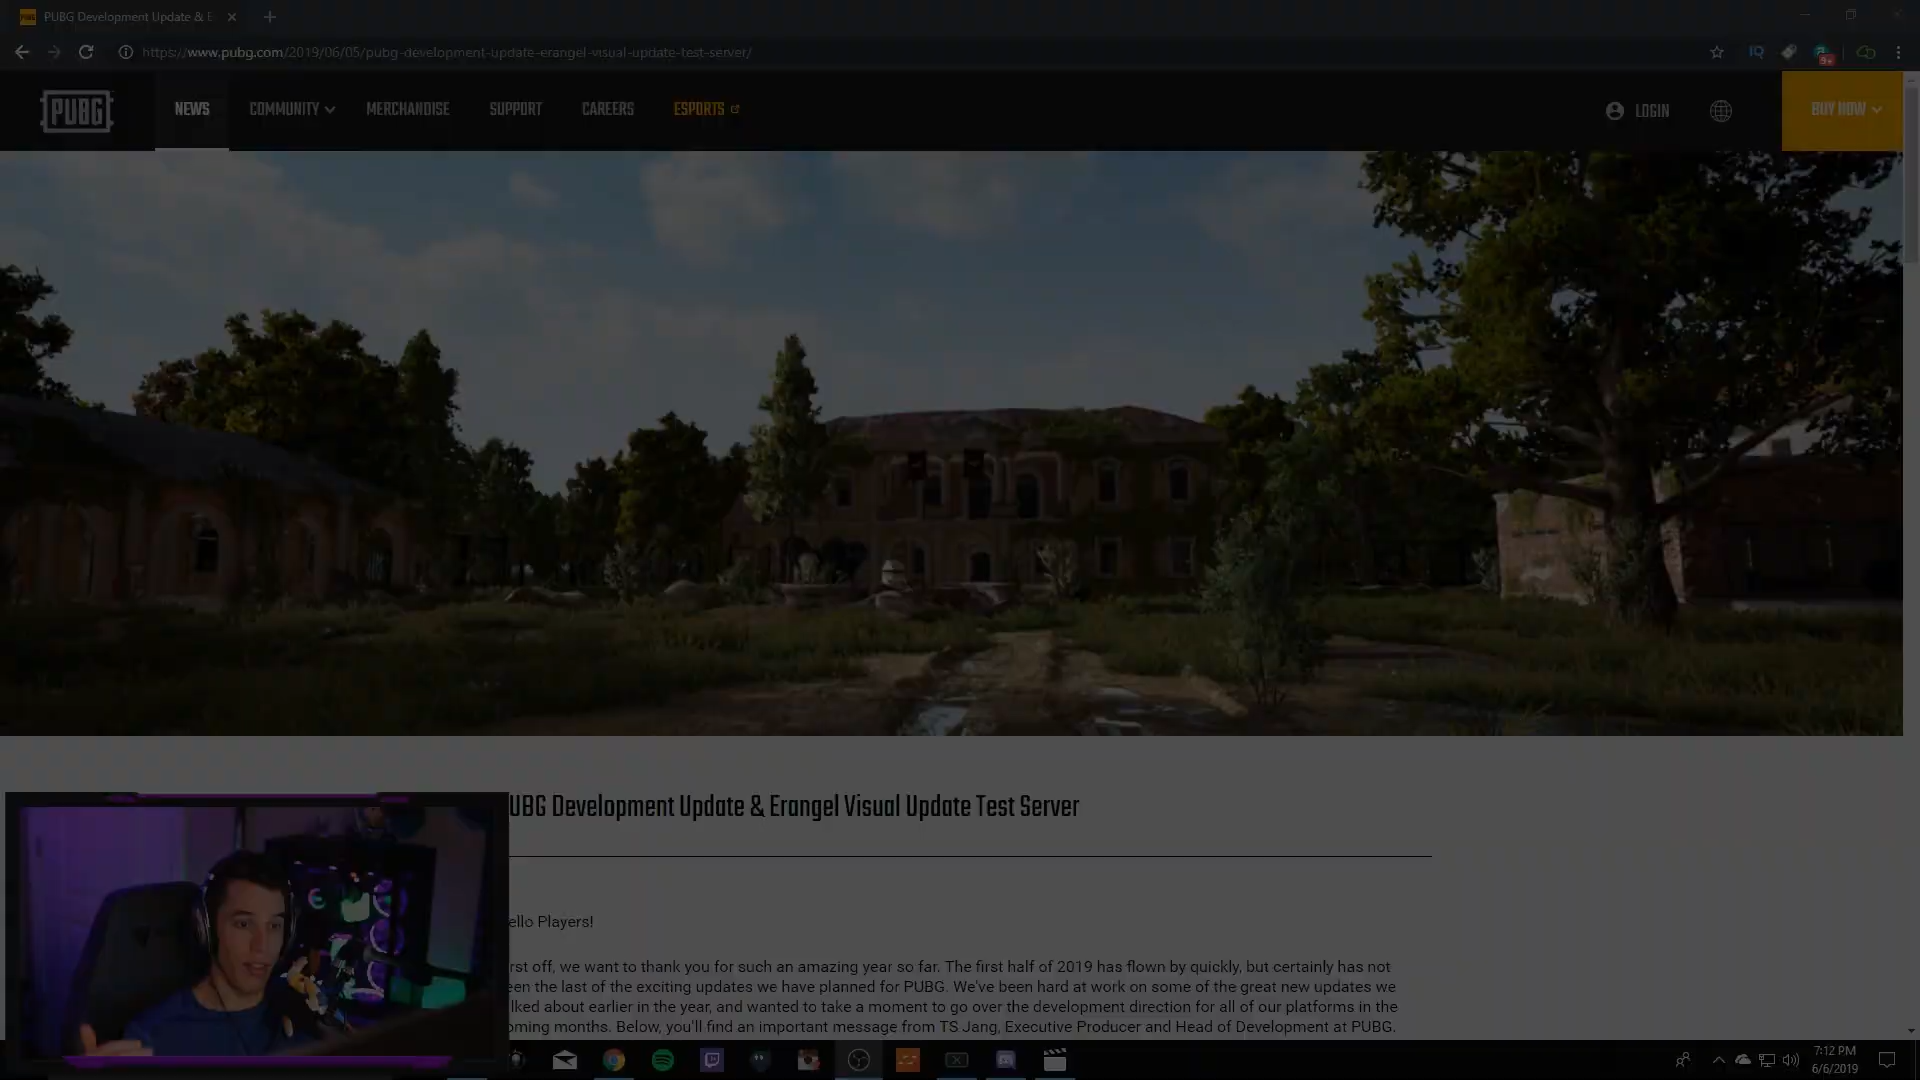 PUBG Development Update & E
https://www.pubg.com/2019/06/05/pubg-development-update-erangel-visual-update-test-server/
IQ
9+
PUBG
NEWS
COMMUNITY
MERCHANDISE
SUPPORT
CAREERS
ESPORTS
LOGIN
BUY NOW
UBG Development Update & Erangel Visual Update Test Server
ello Players!
rst off, we want to thank you for such an amazing year so far. The first half of 2019 has flown by quickly, but certainly has not
een the last of the exciting updates we have planned for PUBG. We've been hard at work on some of the great new updates we
lked about earlier in the year, and wanted to take a moment to go over the development direction for all of our platforms in the
oming months. Below, you'll find an important message from TS Jang, Executive Producer and Head of Development at PUBG.
7:12 PM
6/6/2019